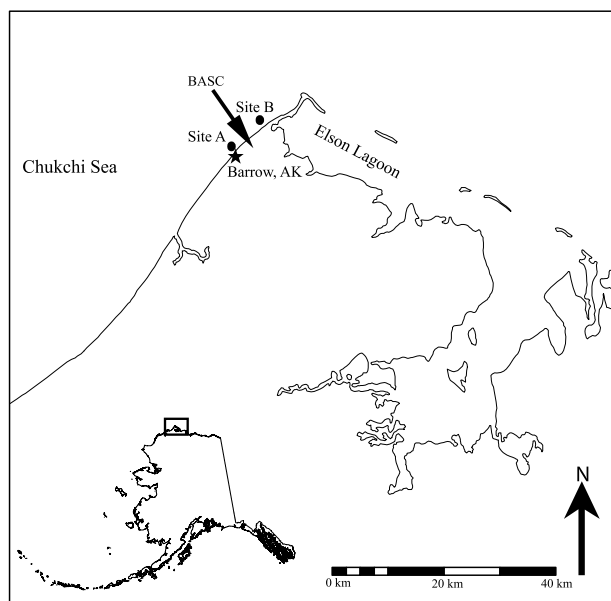 BASC
Site B
Site A
Elson Lagoon
Chukchi Sea
Barrow, AK
N
0 km
20 km
40 km